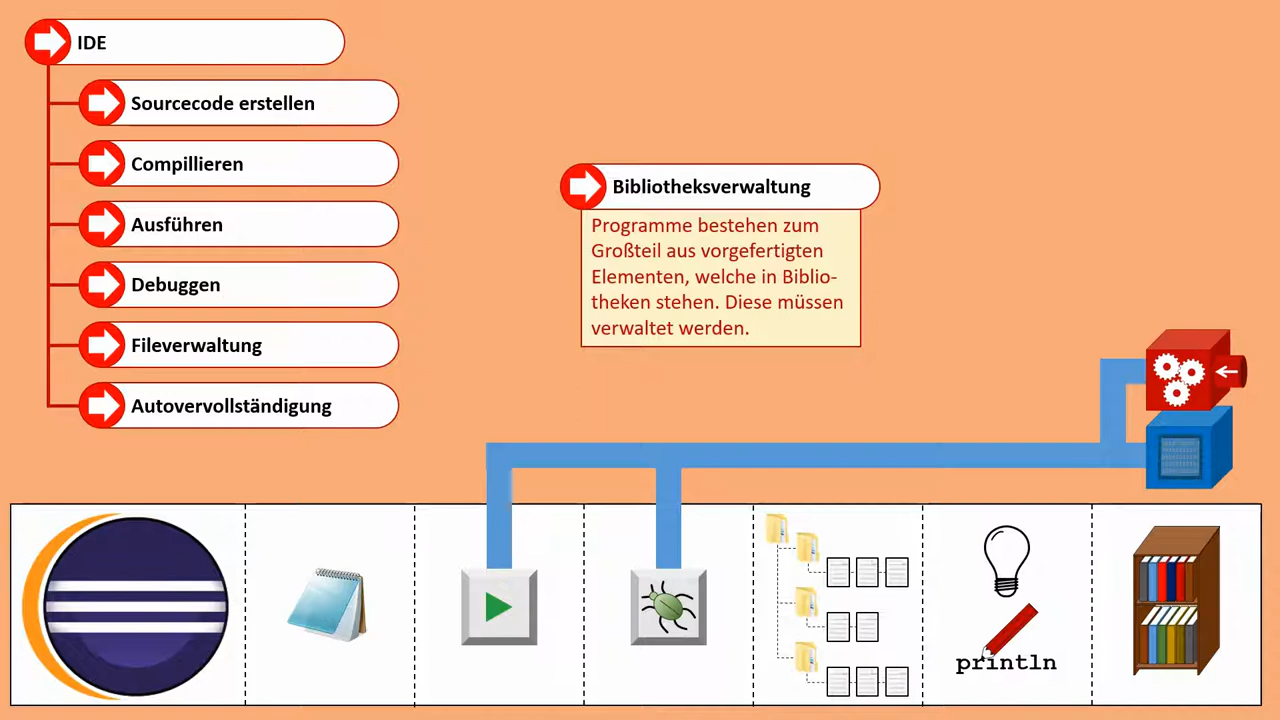 IDE
Sourcecode erstellen
Compillieren
Ausführen
Debuggen
Fileverwaltung
Autovervollständigung
Bibliotheksverwaltung
Programme bestehen zum
Großteil aus vorgefertigten
Elementen, welche in Biblio-
theken stehen. Diese müssen
verwaltet werden.
println